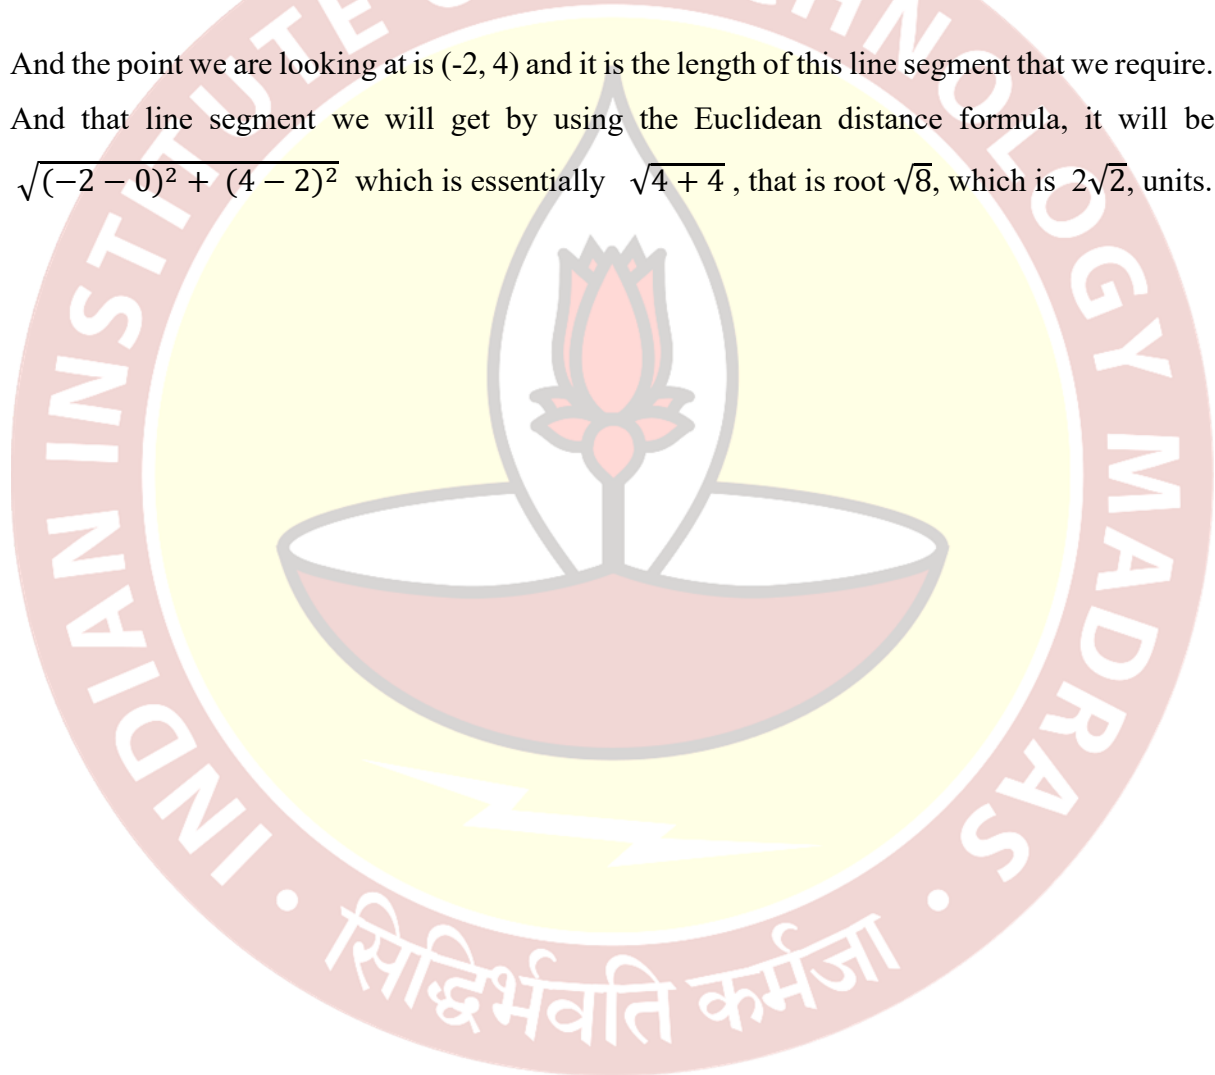 And the point we are looking at is (-2, 4) and it is the length of this line segment that we require.
And that line segment we will get by using the Euclidean distance formula, it will be
√((−2 − 0)² + (4 − 2)²) which is essentially √(4 + 4) , that is root √8, which is 2√2, units.
INDIAN INSTITUTE TECHNOLOGY MADRAS
सिद्धिर्भवति कर्मजा